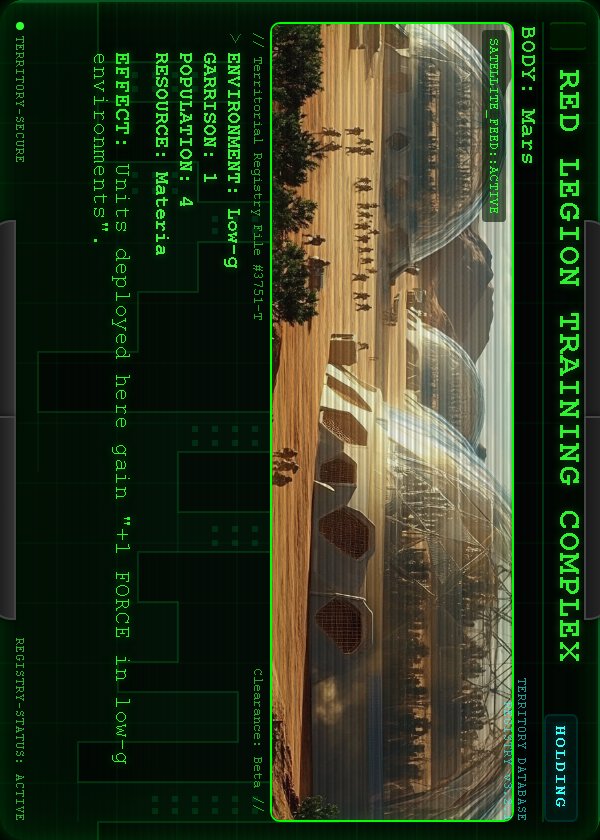 RED LEGION TRAINING COMPLEX
HOLDING
BODY: Mars
TERRITORY DATABASE
SATELLITE_FEED::ACTIVE
// Territorial Registry File #3751-T
Clearance: Beta //
> ENVIRONMENT: Low-g
GARRISON: 1
POPULATION: 4
RESOURCE: Materia
EFFECT: Units deployed here gain "+1 FORCE in low-g
environments".
● TERRITORY-SECURE
REGISTRY-STATUS: ACTIVE